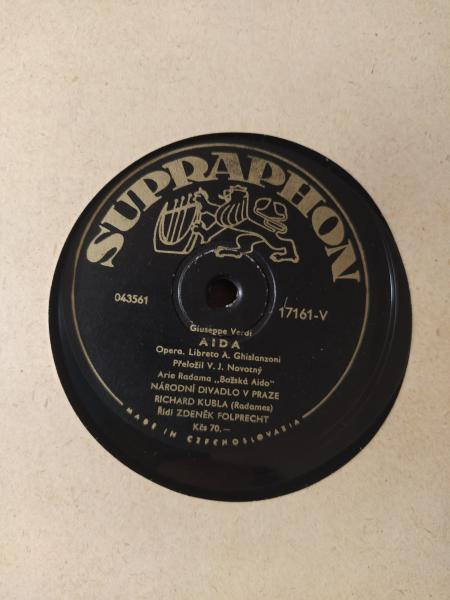 SUPRAPHON
043561
17161-V
Giuseppe Verdi
AIDA
Opera. Libreto A. Ghislanzoni
Přeložil V. J. Novotný
Arie Radama „Božská Aido"
NÁRODNÍ DIVADLO V PRAZE
RICHARD KUBLA (Radames)
Řídí ZDENĚK FOLPRECHT
Kčs 70.—
MADE IN CZECHOSLOVAKIA